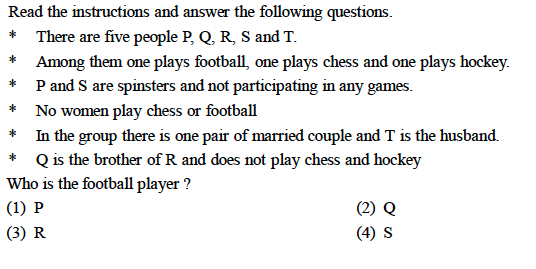 Read the instructions and answer the following questions.
* There are five people P, Q, R, S and T.
* Among them one plays football, one plays chess and one plays hockey.
* P and S are spinsters and not participating in any games.
* No women play chess or football
* In the group there is one pair of married couple and T is the husband.
* Q is the brother of R and does not play chess and hockey
Who is the football player ?
(1) P (2) Q
(3) R (4) S